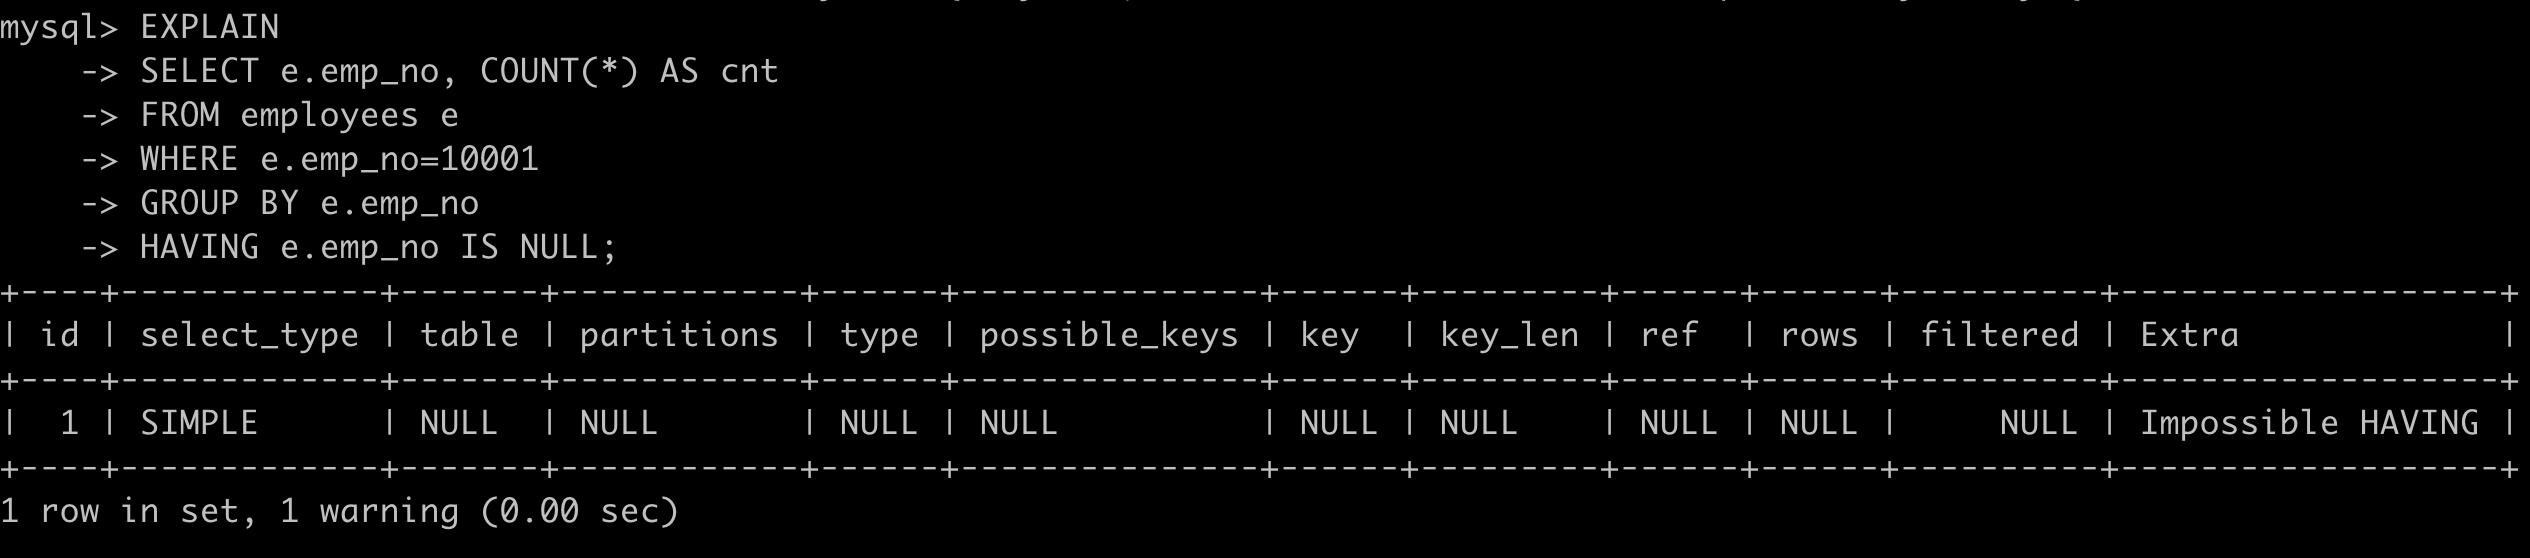 mysql> EXPLAIN
    -> SELECT e.emp_no, COUNT(*) AS cnt
    -> FROM employees e
    -> WHERE e.emp_no=10001
    -> GROUP BY e.emp_no
    -> HAVING e.emp_no IS NULL;
+----+-------------+-------+------------+------+---------------+------+---------+------+------+----------+-------------------+
| id | select_type | table | partitions | type | possible_keys | key  | key_len | ref  | rows | filtered | Extra             |
+----+-------------+-------+------------+------+---------------+------+---------+------+------+----------+-------------------+
|  1 | SIMPLE      | NULL  | NULL       | NULL | NULL          | NULL | NULL    | NULL | NULL |     NULL | Impossible HAVING |
+----+-------------+-------+------------+------+---------------+------+---------+------+------+----------+-------------------+
1 row in set, 1 warning (0.00 sec)